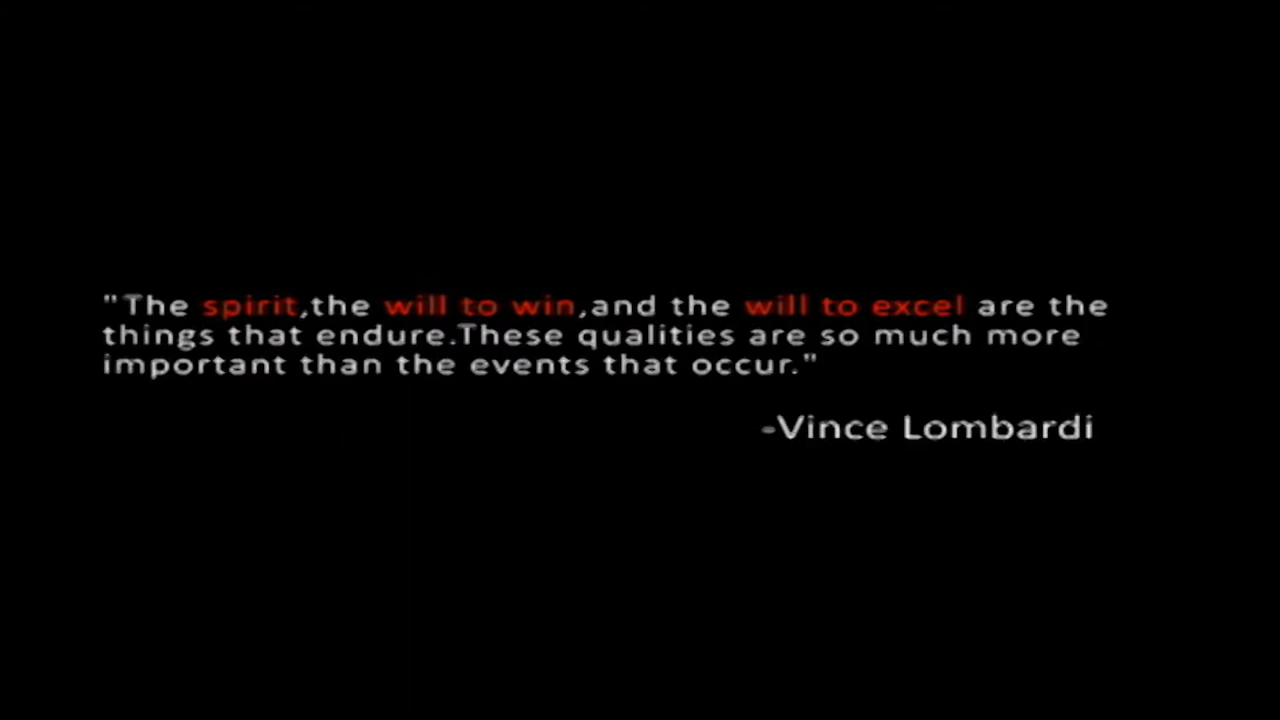 "The spirit,the will to win,and the will to excel are the
things that endure.These qualities are so much more
important than the events that occur."
-Vince Lombardi